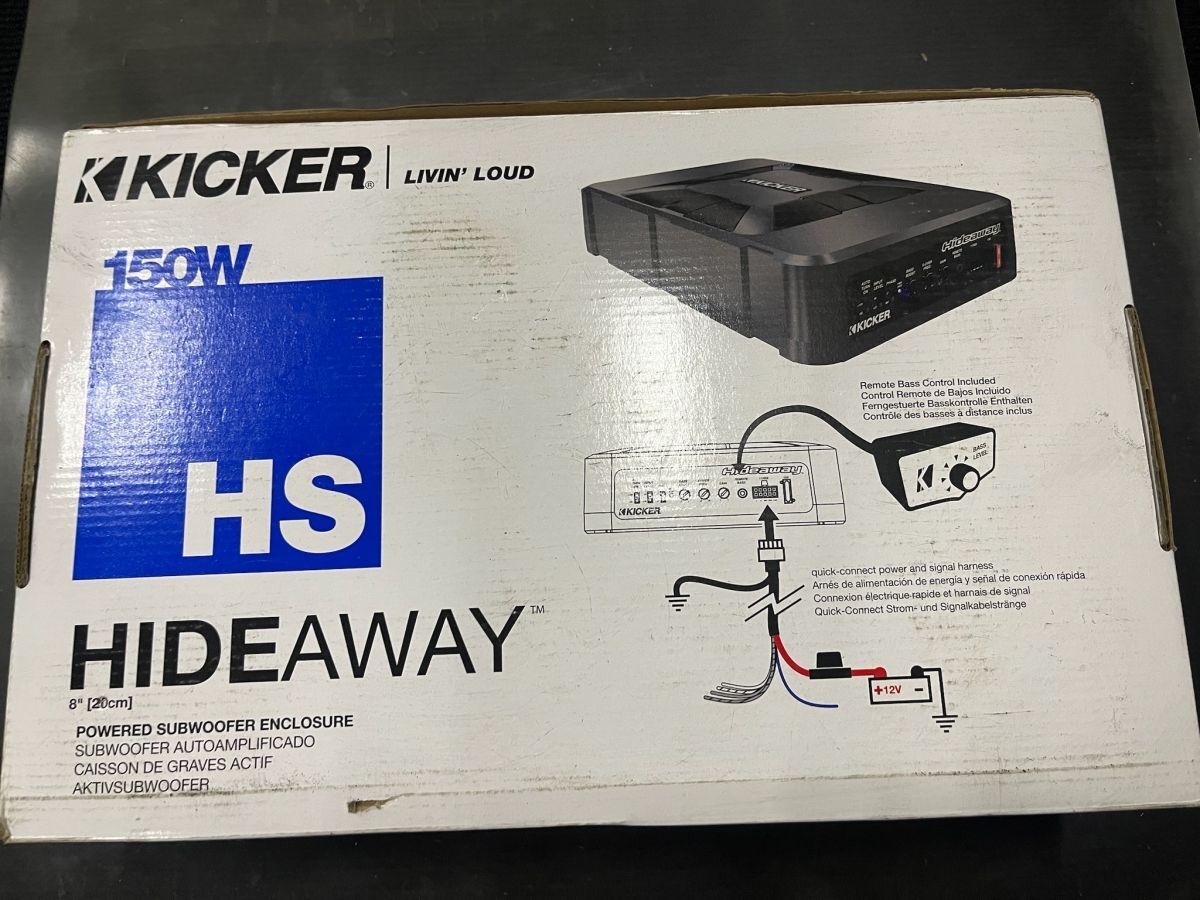 KICKER® | LIVIN' LOUD
150W
HS
HIDEAWAY™
8" [20cm]
POWERED SUBWOOFER ENCLOSURE
SUBWOOFER AUTOAMPLIFICADO
CAISSON DE GRAVES ACTIF
AKTIVSUBWOOFER
KICKER
Hideaway
KICKER
Remote Bass Control Included
Control Remote de Bajos Incluido
Ferngesteuerte Basskontrolle Enthalten
Contrôle des basses à distance inclus
BASS
LEVEL
Hideaway
KICKER
quick-connect power and signal harness
Arnés de alimentación de energía y señal de conexión rápida
Connexion électrique-rapide et harnais de signal
Quick-Connect Strom- und Signalkabelstränge
+12V -